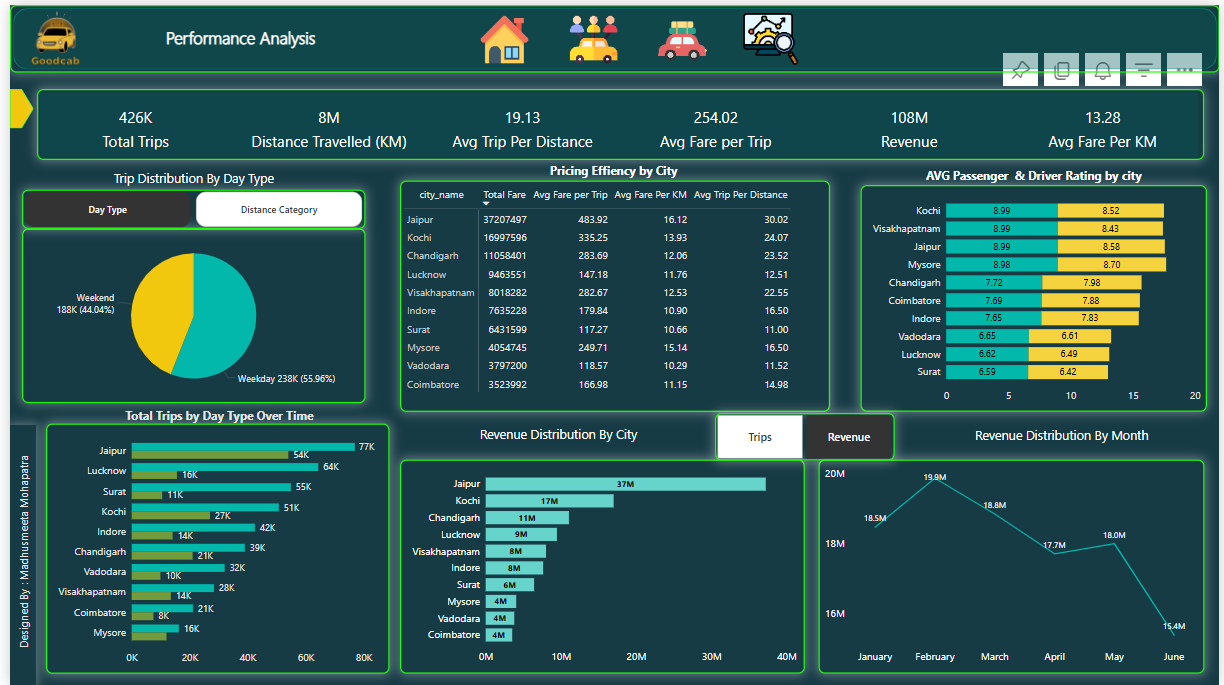 Goodcab
Performance Analysis
426K
Total Trips
8M
Distance Travelled (KM)
19.13
Avg Trip Per Distance
254.02
Avg Fare per Trip
108M
Revenue
13.28
Avg Fare Per KM
Trip Distribution By Day Type
Day Type
Distance Category
Weekend
188K (44.04%)
Weekday 238K (55.96%)
Pricing Effiency by City
city_name Total Fare Avg Fare per Trip Avg Fare Per KM Avg Trip Per Distance
Jaipur 37207497 483.92 16.12 30.02
Kochi 16997596 335.25 13.93 24.07
Chandigarh 11058401 283.69 12.06 23.52
Lucknow 9463551 147.18 11.76 12.51
Visakhapatnam 8018282 282.67 12.53 22.55
Indore 7635228 179.84 10.90 16.50
Surat 6431599 117.27 10.66 11.00
Mysore 4054745 249.71 15.14 16.50
Vadodara 3797200 118.57 10.29 11.52
Coimbatore 3523992 166.98 11.15 14.98
AVG Passenger & Driver Rating by city
Kochi 8.99 8.52
Visakhapatnam 8.99 8.43
Jaipur 8.99 8.58
Mysore 8.98 8.70
Chandigarh 7.72 7.98
Coimbatore 7.69 7.88
Indore 7.65 7.83
Vadodara 6.65 6.61
Lucknow 6.62 6.49
Surat 6.59 6.42
0 5 10 15 20
Designed By : Madhusmeeta Mohapatra
Total Trips by Day Type Over Time
Jaipur 77K
54K
Lucknow 64K
16K
Surat 55K
11K
Kochi 51K
27K
Indore 42K
14K
Chandigarh 39K
21K
Vadodara 32K
10K
Visakhapatnam 28K
14K
Coimbatore 21K
8K
Mysore 16K
0K 20K 40K 60K 80K
Revenue Distribution By City
Trips
Revenue
Jaipur 37M
Kochi 17M
Chandigarh 11M
Lucknow 9M
Visakhapatnam 8M
Indore 8M
Surat 6M
Mysore 4M
Vadodara 4M
Coimbatore 4M
0M 10M 20M 30M 40M
Revenue Distribution By Month
20M
18M
16M
18.5M
19.9M
18.8M
17.7M
18.0M
15.4M
January February March April May June